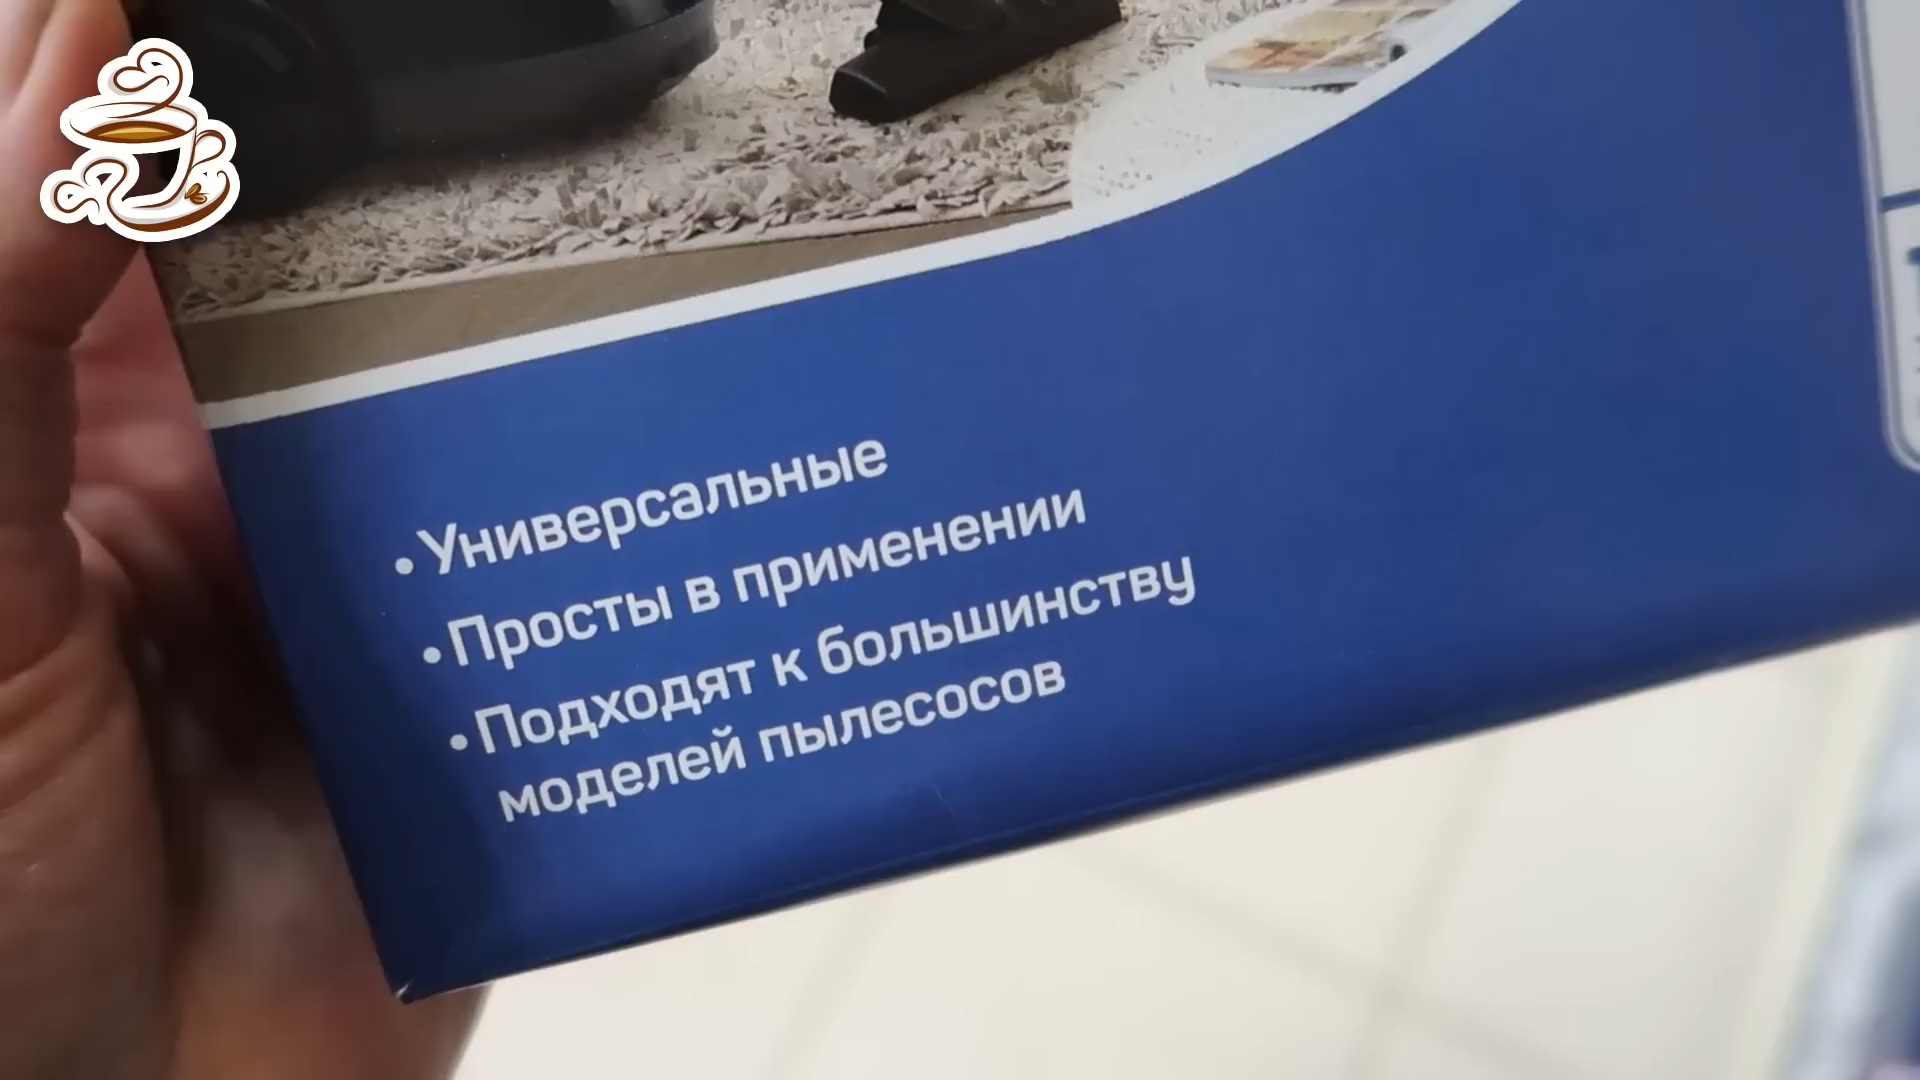 • Универсальные
• Просты в применении
• Подходят к большинству
моделей пылесосов